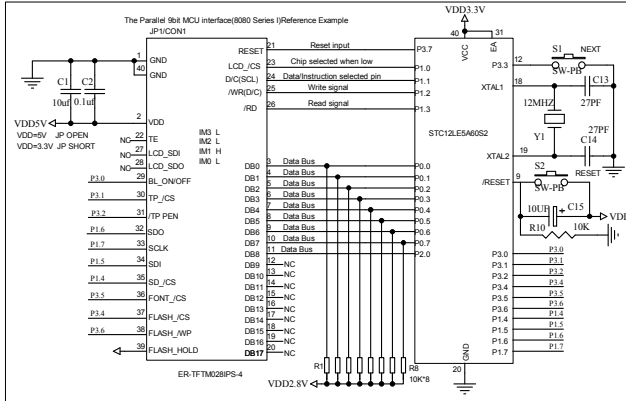 The Parallel 9bit MCU interface(8080 Series I)Reference Example
JP1/CON1
VDD3.3V
1 GND
40 GND
C1 C2
10uf 0.1uf
VDD5V
2 VDD
VDD=5V JP OPEN
VDD=3.3V JP SHORT
NC 22 TE
NC 27 LCD_SDI
NC 28 LCD_SDO
P3.0 29 BL_ON/OFF
P3.1 30 TP_/CS
P3.2 31 /TP PEN
P1.6 32 SDO
P1.7 33 SCLK
P1.5 34 SDI
P1.4 35 SD_/CS
P3.5 36 FONT_/CS
P3.4 37 FLASH_/CS
P3.6 38 FLASH_/WP
39 FLASH_HOLD
IM3 L
IM2 L
IM1 H
IM0 L
RESET 21 Reset input P3.7
LCD_/CS 23 Chip selected when low P1.0
D/C(SCL) 24 Data/Instruction selected pin P1.1
/WR(D/C) 25 Write signal P1.2
/RD 26 Read signal P1.3
DB0 3 Data Bus P0.0
DB1 4 Data Bus P0.1
DB2 5 Data Bus P0.2
DB3 6 Data Bus P0.3
DB4 7 Data Bus P0.4
DB5 8 Data Bus P0.5
DB6 9 Data Bus P0.6
DB7 10 Data Bus P0.7
DB8 11 Data Bus P2.0
DB9 12 NC
DB10 13 NC
DB11 14 NC
DB12 15 NC
DB13 16 NC
DB14 17 NC
DB15 18 NC
DB16 19 NC
DB17 20 NC
ER-TFTM028IPS-4
R1 R8
VDD2.8V 10K*8
40 31
VCC EA
STC12LE5A60S2
GND
20
P3.3 12 S1 NEXT
SW-PB
XTAL1 18 C13
12MHZ 27PF
Y1 27PF
XTAL2 19 C14
S2 RESET
/RESET 9 SW-PB
10UF + C15 VDD
R10 10K
P3.0 P3.0
P3.1 P3.1
P3.2 P3.2
P3.4 P3.4
P3.5 P3.5
P3.6 P3.6
P1.4 P1.4
P1.5 P1.5
P1.6 P1.6
P1.7 P1.7